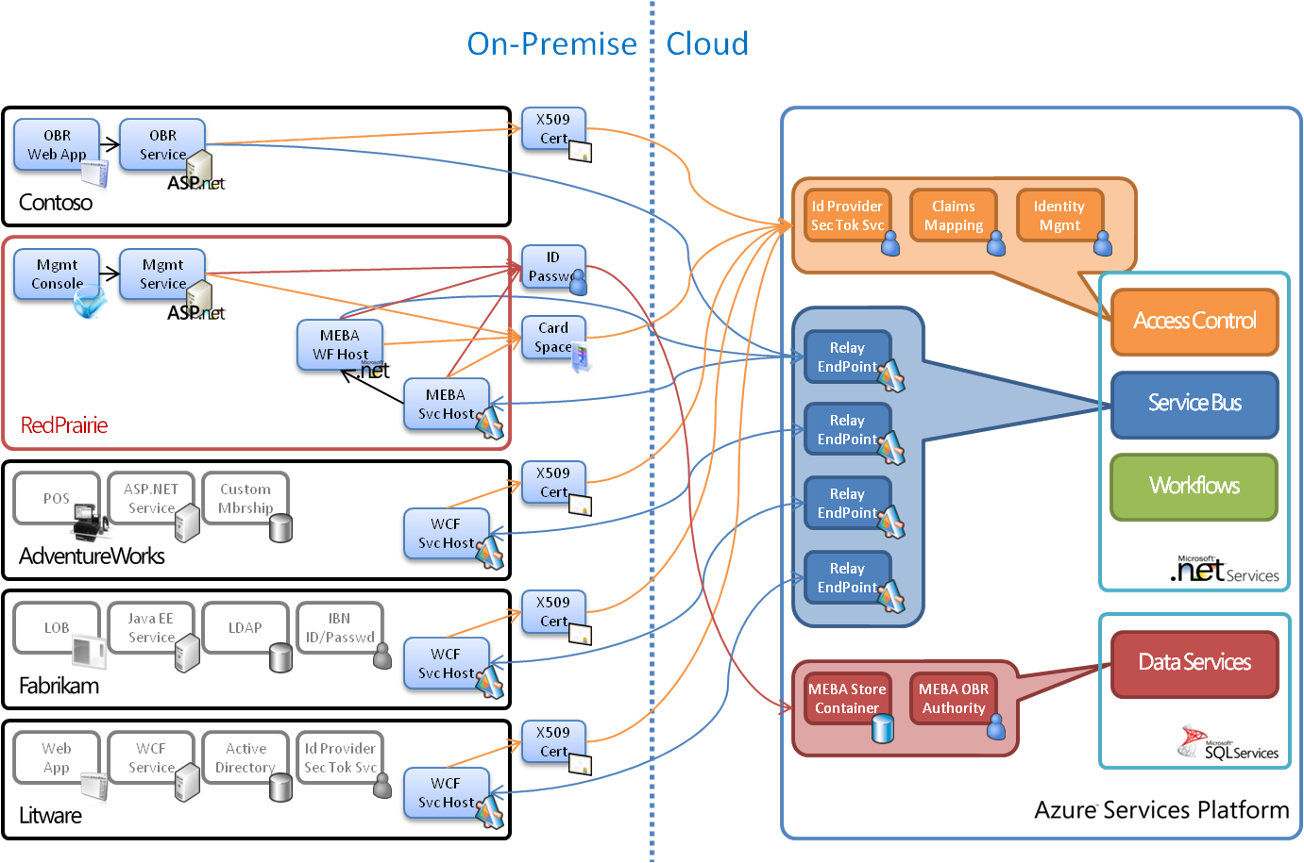 On-Premise
Cloud
OBR
Web App
OBR
Service
ASP.net
Contoso
X509
Cert
Mgmt
Console
Mgmt
Service
ASP.net
MEBA
WF Host
Microsoft
.net
MEBA
Svc Host
RedPrairie
ID
Passwd
Card
Space
POS
ASP.NET
Service
Custom
Mbrship
WCF
Svc Host
AdventureWorks
X509
Cert
LOB
Java EE
Service
LDAP
IBN
ID/Passwd
WCF
Svc Host
Fabrikam
X509
Cert
Web
App
WCF
Service
Active
Directory
Id Provider
Sec Tok Svc
WCF
Svc Host
Litware
X509
Cert
Id Provider
Sec Tok Svc
Claims
Mapping
Identity
Mgmt
Access Control
Relay
EndPoint
Relay
EndPoint
Relay
EndPoint
Relay
EndPoint
Service Bus
Workflows
Microsoft
.net Services
MEBA Store
Container
MEBA OBR
Authority
Data Services
Microsoft
SQL Services
Azure Services Platform